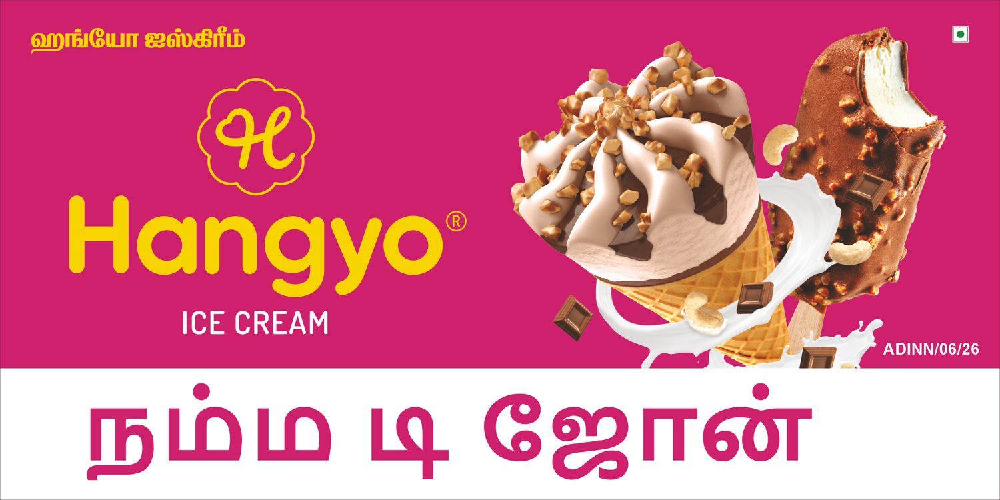 ஹங்யோ ஐஸ்கிரீம்
H
Hangyo®
ICE CREAM
ADINN/06/26
நம்ம டி ஜோன்